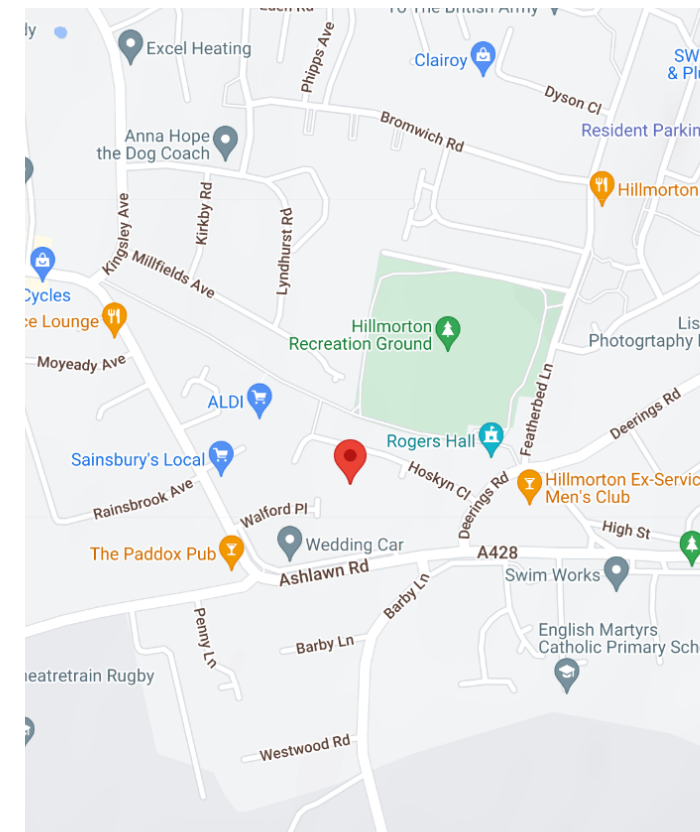 To The British Army
Excel Heating
Phipps Ave
Clairoy
SW
& Plu
Dyson Cl
Anna Hope
the Dog Coach
Bromwich Rd
Resident Parkin
Hillmorton
Kingsley Ave
Kirkby Rd
Lyndhurst Rd
Millfields Ave
Cycles
ce Lounge
Hillmorton
Recreation Ground
Lis
Photogrtaphy
Moyeady Ave
ALDI
Featherbed Ln
Deerings Rd
Rogers Hall
Sainsbury's Local
Hoskyn Cl
Deerings Rd
Hillmorton Ex-Servic
Men's Club
Rainsbrook Ave
Walford Pl
High St
The Paddox Pub
Wedding Car
A428
Ashlawn Rd
Swim Works
Barby Ln
Penny Ln
English Martyrs
Catholic Primary Sch
Barby Ln
eatretrain Rugby
Westwood Rd